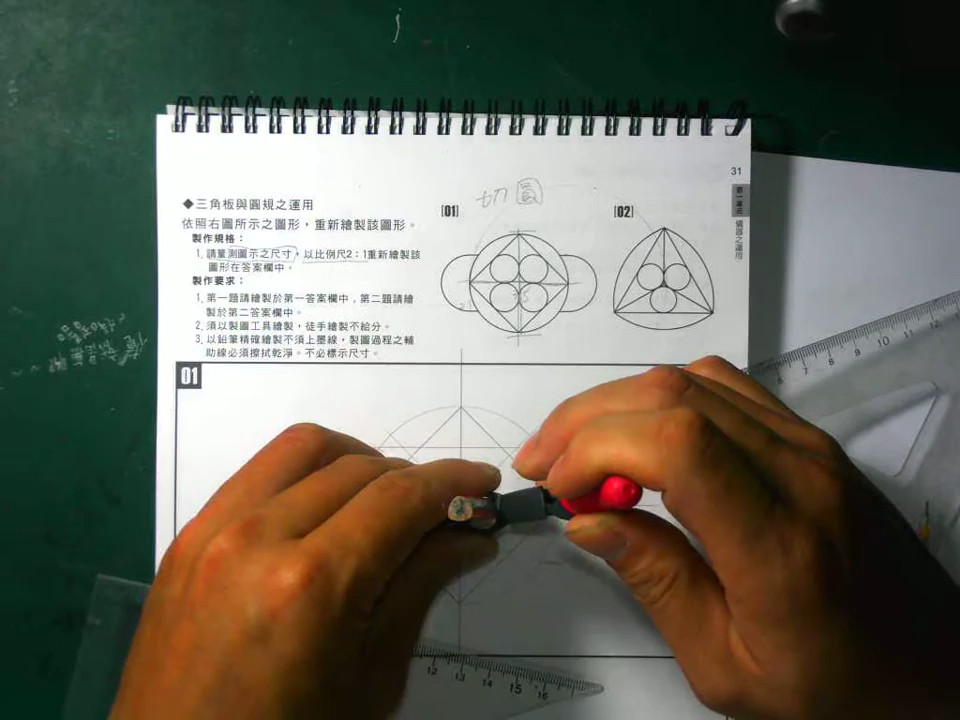 31
第一單元 儀器之運用
◆三角板與圓規之運用
切圓
[01]
[02]
依照右圖所示之圖形，重新繪製該圖形。
製作規格：
1. 請量測圖示之尺寸，以比例尺2：1重新繪製該
圖形在答案欄中。
製作要求：
1. 第一題請繪製於第一答案欄中，第二題請繪
製於第二答案欄中。
2. 須以製圖工具繪製，徒手繪製不給分。
3. 以鉛筆精確繪製不須上墨線，製圖過程之輔
助線必須擦拭乾淨。不必標示尺寸。
01
6 7 8 9 10 11 12
12 13 14 15 16